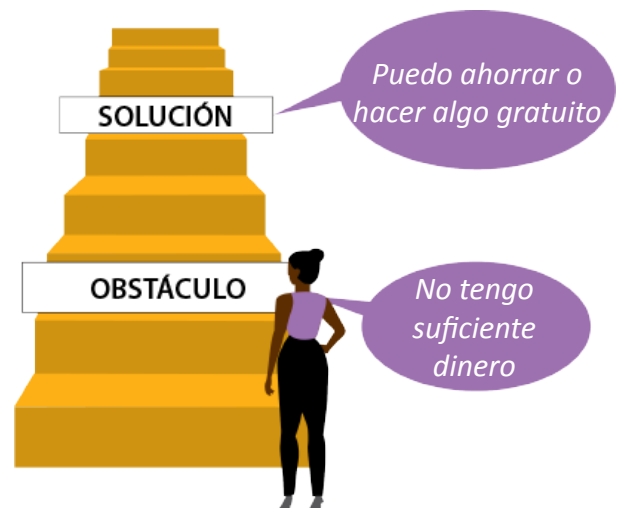 SOLUCIÓN
Puedo ahorrar o
hacer algo gratuito
OBSTÁCULO
No tengo
suficiente
dinero